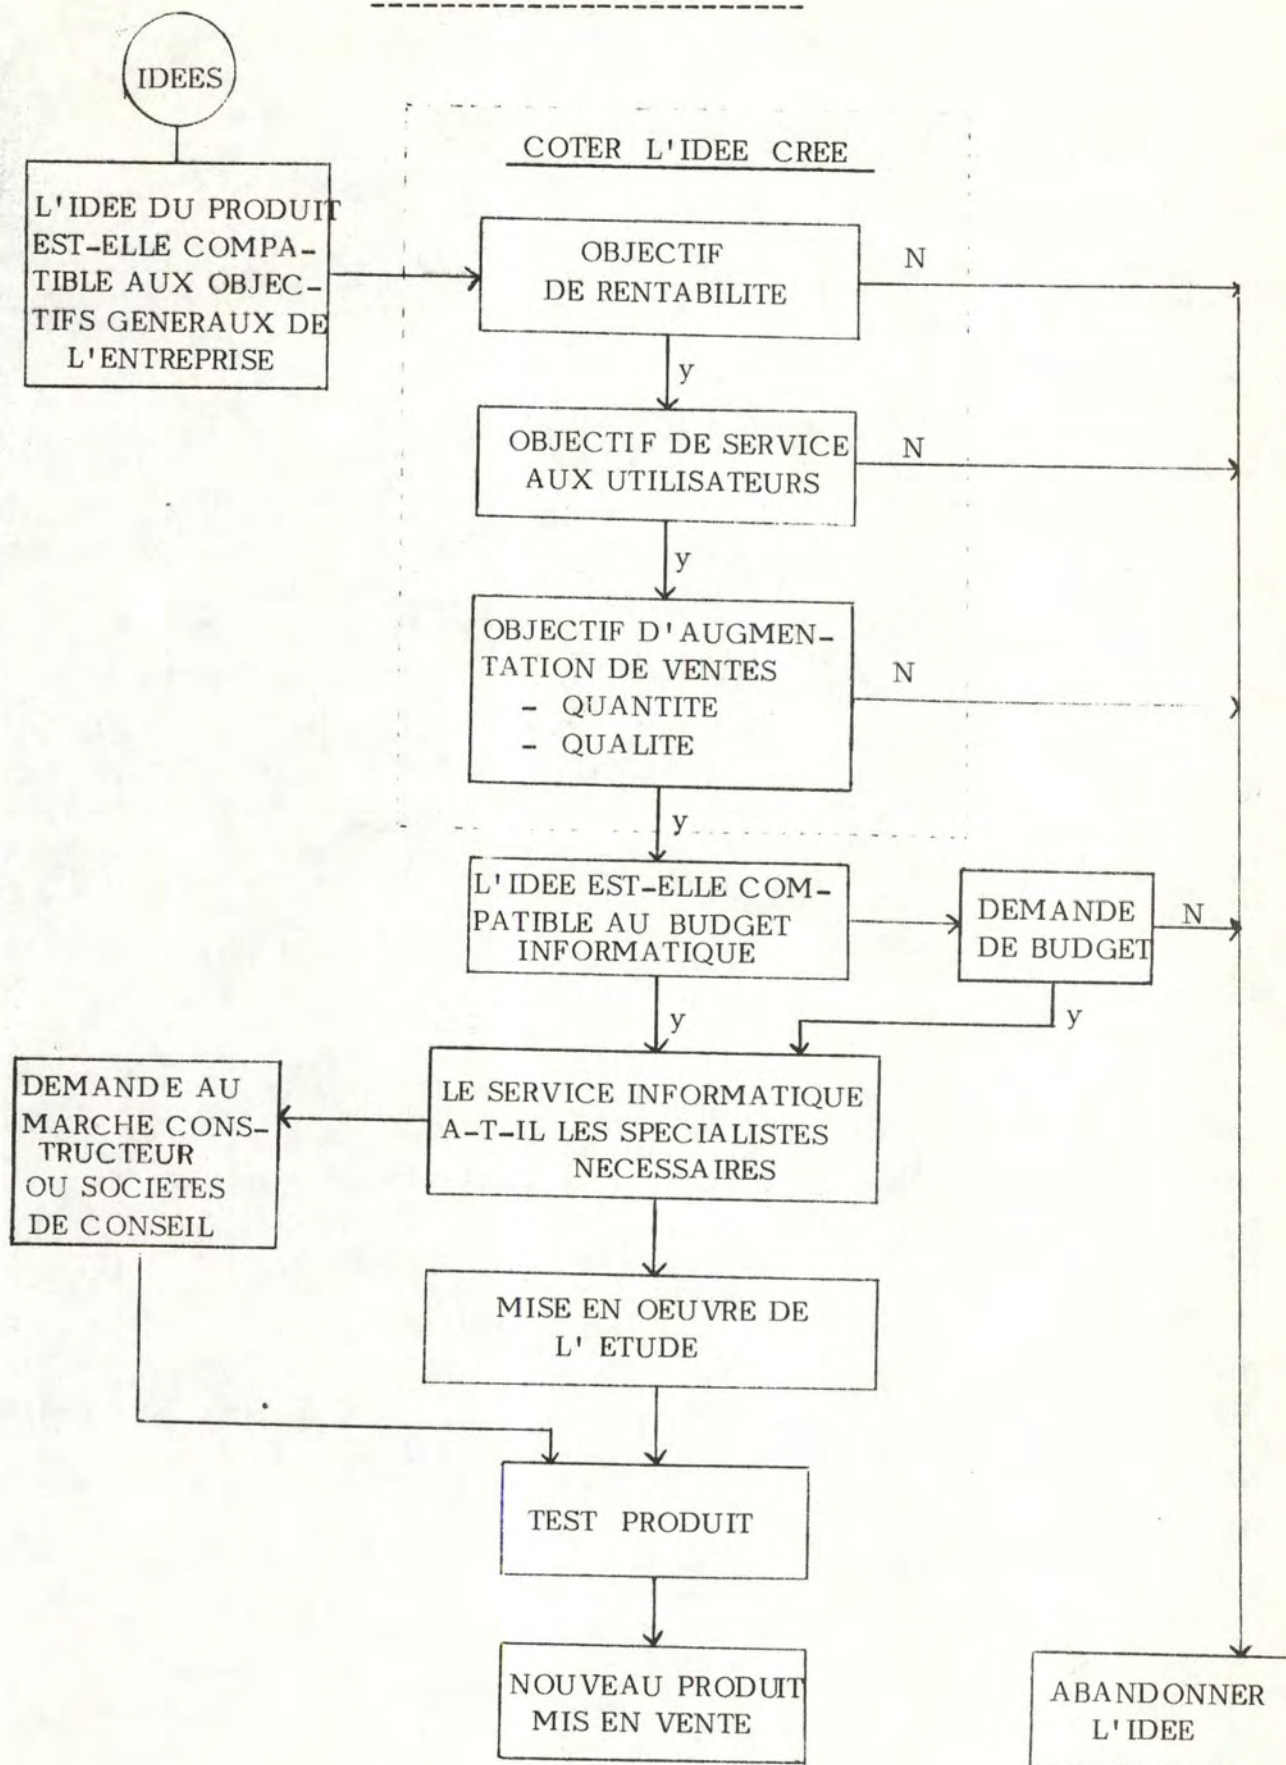 IDEES
COTER L'IDEE CREE
L'IDEE DU PRODUIT
EST-ELLE COMPA-
TIBLE AUX OBJEC-
TIFS GENERAUX DE
L'ENTREPRISE
OBJECTIF
DE RENTABILITE
N
y
OBJECTIF DE SERVICE
AUX UTILISATEURS
N
y
OBJECTIF D'AUGMEN-
TATION DE VENTES
- QUANTITE
- QUALITE
N
y
L'IDEE EST-ELLE COM-
PATIBLE AU BUDGET
INFORMATIQUE
DEMANDE
DE BUDGET
N
y
y
DEMANDE AU
MARCHE CONS-
TRUCTEUR
OU SOCIETES
DE CONSEIL
LE SERVICE INFORMATIQUE
A-T-IL LES SPECIALISTES
NECESSAIRES
MISE EN OEUVRE DE
L' ETUDE
TEST PRODUIT
NOUVEAU PRODUIT
MIS EN VENTE
ABANDONNER
L'IDEE